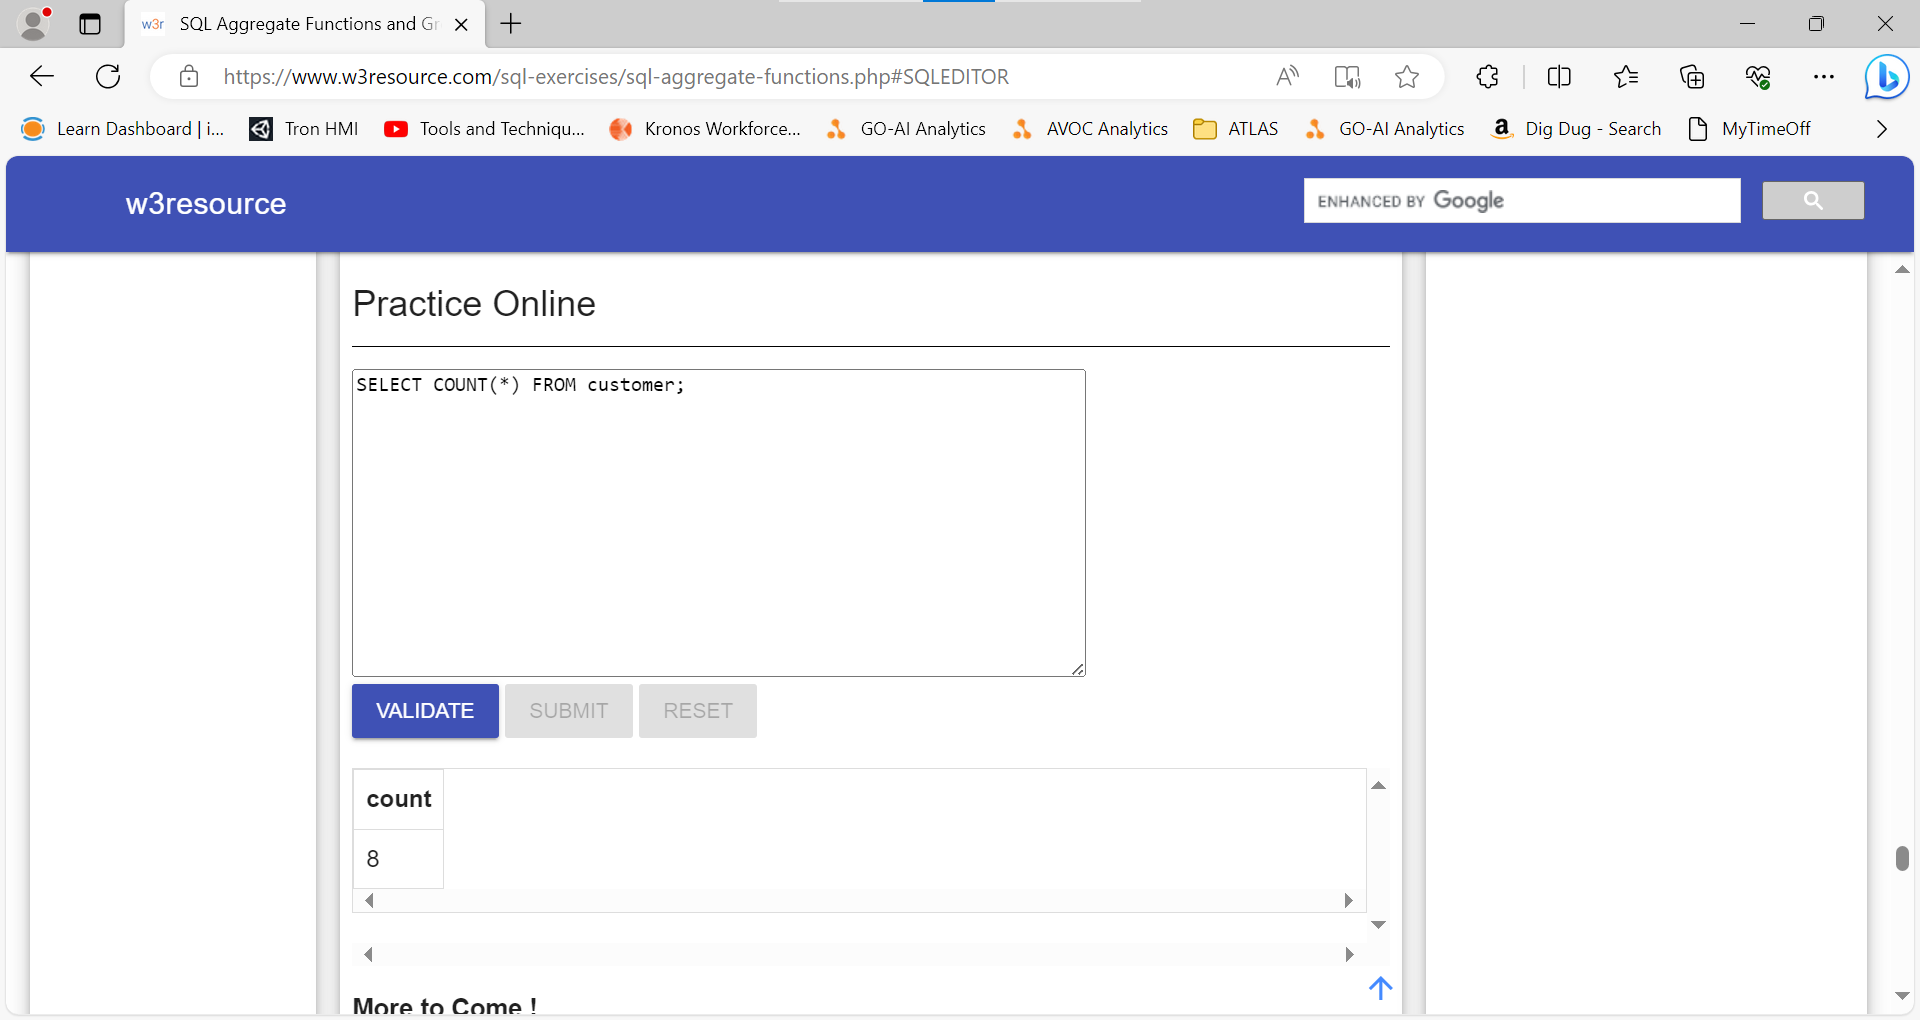 w3r SQL Aggregate Functions and Gr
https://www.w3resource.com/sql-exercises/sql-aggregate-functions.php#SQLEDITOR
Learn Dashboard | i... Tron HMI Tools and Techniqu... Kronos Workforce... GO-AI Analytics AVOC Analytics ATLAS GO-AI Analytics a Dig Dug - Search MyTimeOff
w3resource ENHANCED BY Google
Practice Online
SELECT COUNT(*) FROM customer;
VALIDATE SUBMIT RESET
count
8
More to Come !